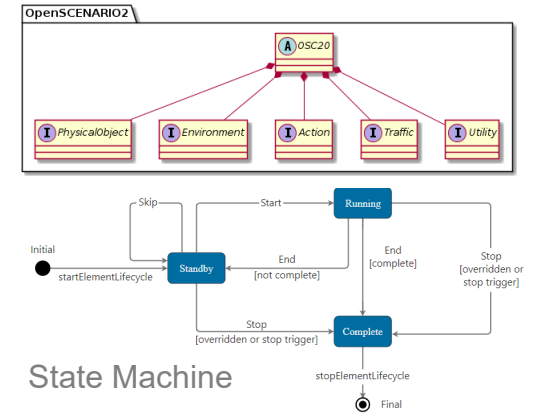 OpenSCENARIO2
A OSC20
I PhysicalObject
I Environment
I Action
I Traffic
I Utility
Skip
Start
Running
Initial
startElementLifecycle
Standby
End
[not complete]
End
[complete]
Stop
[overridden or
stop trigger]
Stop
[overridden or stop trigger]
Complete
State Machine
stopElementLifecycle
Final